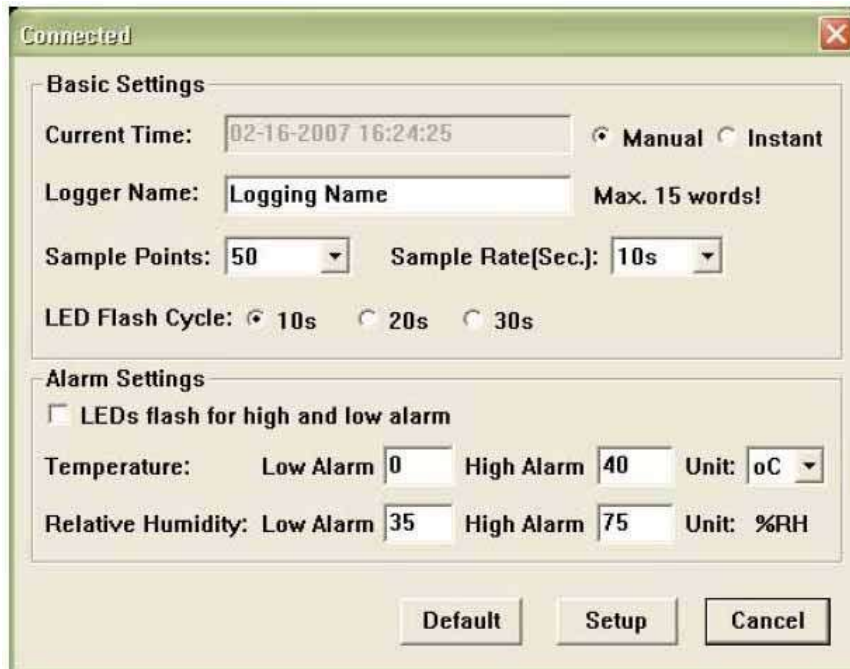 Connected
Basic Settings
Current Time: 02-16-2007 16:24:25 Manual Instant
Logger Name: Logging Name Max. 15 words!
Sample Points: 50 Sample Rate(Sec.): 10s
LED Flash Cycle: 10s 20s 30s
Alarm Settings
LEDs flash for high and low alarm
Temperature: Low Alarm 0 High Alarm 40 Unit: oC
Relative Humidity: Low Alarm 35 High Alarm 75 Unit: %RH
Default Setup Cancel